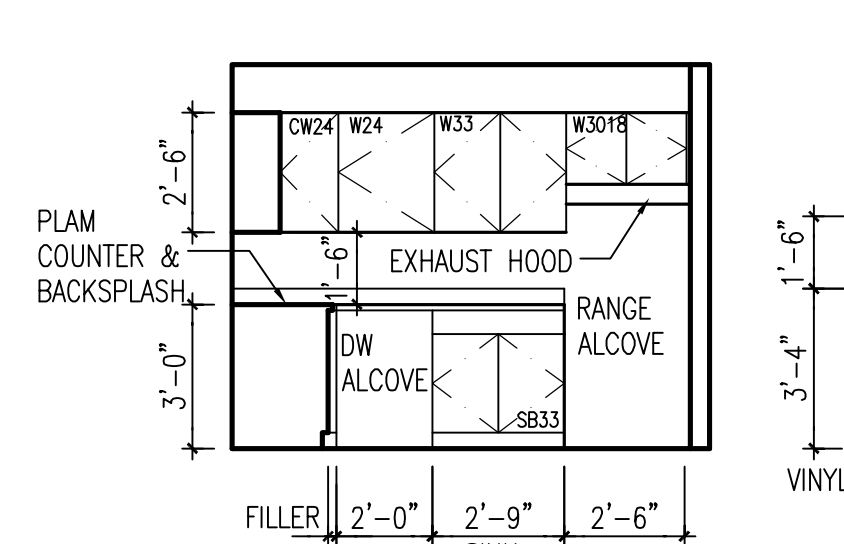 CW24 W24 W33 W3018
2'-6"
PLAM
COUNTER &
BACKSPLASH
1'-6"
EXHAUST HOOD
1'-6"
RANGE
ALCOVE
DW
ALCOVE
3'-0"
3'-4"
SB33
VINYL
FILLER 2'-0" 2'-9" 2'-6"